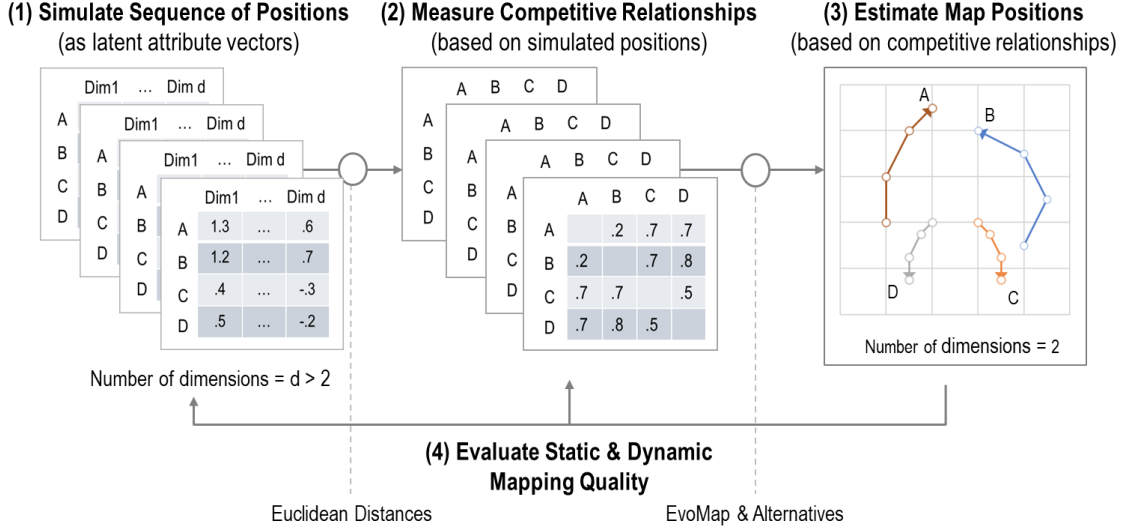 (1) Simulate Sequence of Positions
(as latent attribute vectors)
Dim1 … Dim d
A
B
C
D
Dim1 … Dim d
A
B
C
D
Dim1 … Dim d
A
B
C
D
Dim1 … Dim d
A 1.3 … .6
B 1.2 … .7
C .4 … -.3
D .5 … -.2
Number of dimensions = d > 2
(2) Measure Competitive Relationships
(based on simulated positions)
A B C D
A
B
C
D
A B C D
A
B
C
D
A B C D
A
B
C
D
A B C D
A .2 .7 .7
B .2 .7 .8
C .7 .7 .5
D .7 .8 .5
(3) Estimate Map Positions
(based on competitive relationships)
A
B
D
C
Number of dimensions = 2
(4) Evaluate Static & Dynamic
Mapping Quality
Euclidean Distances
EvoMap & Alternatives